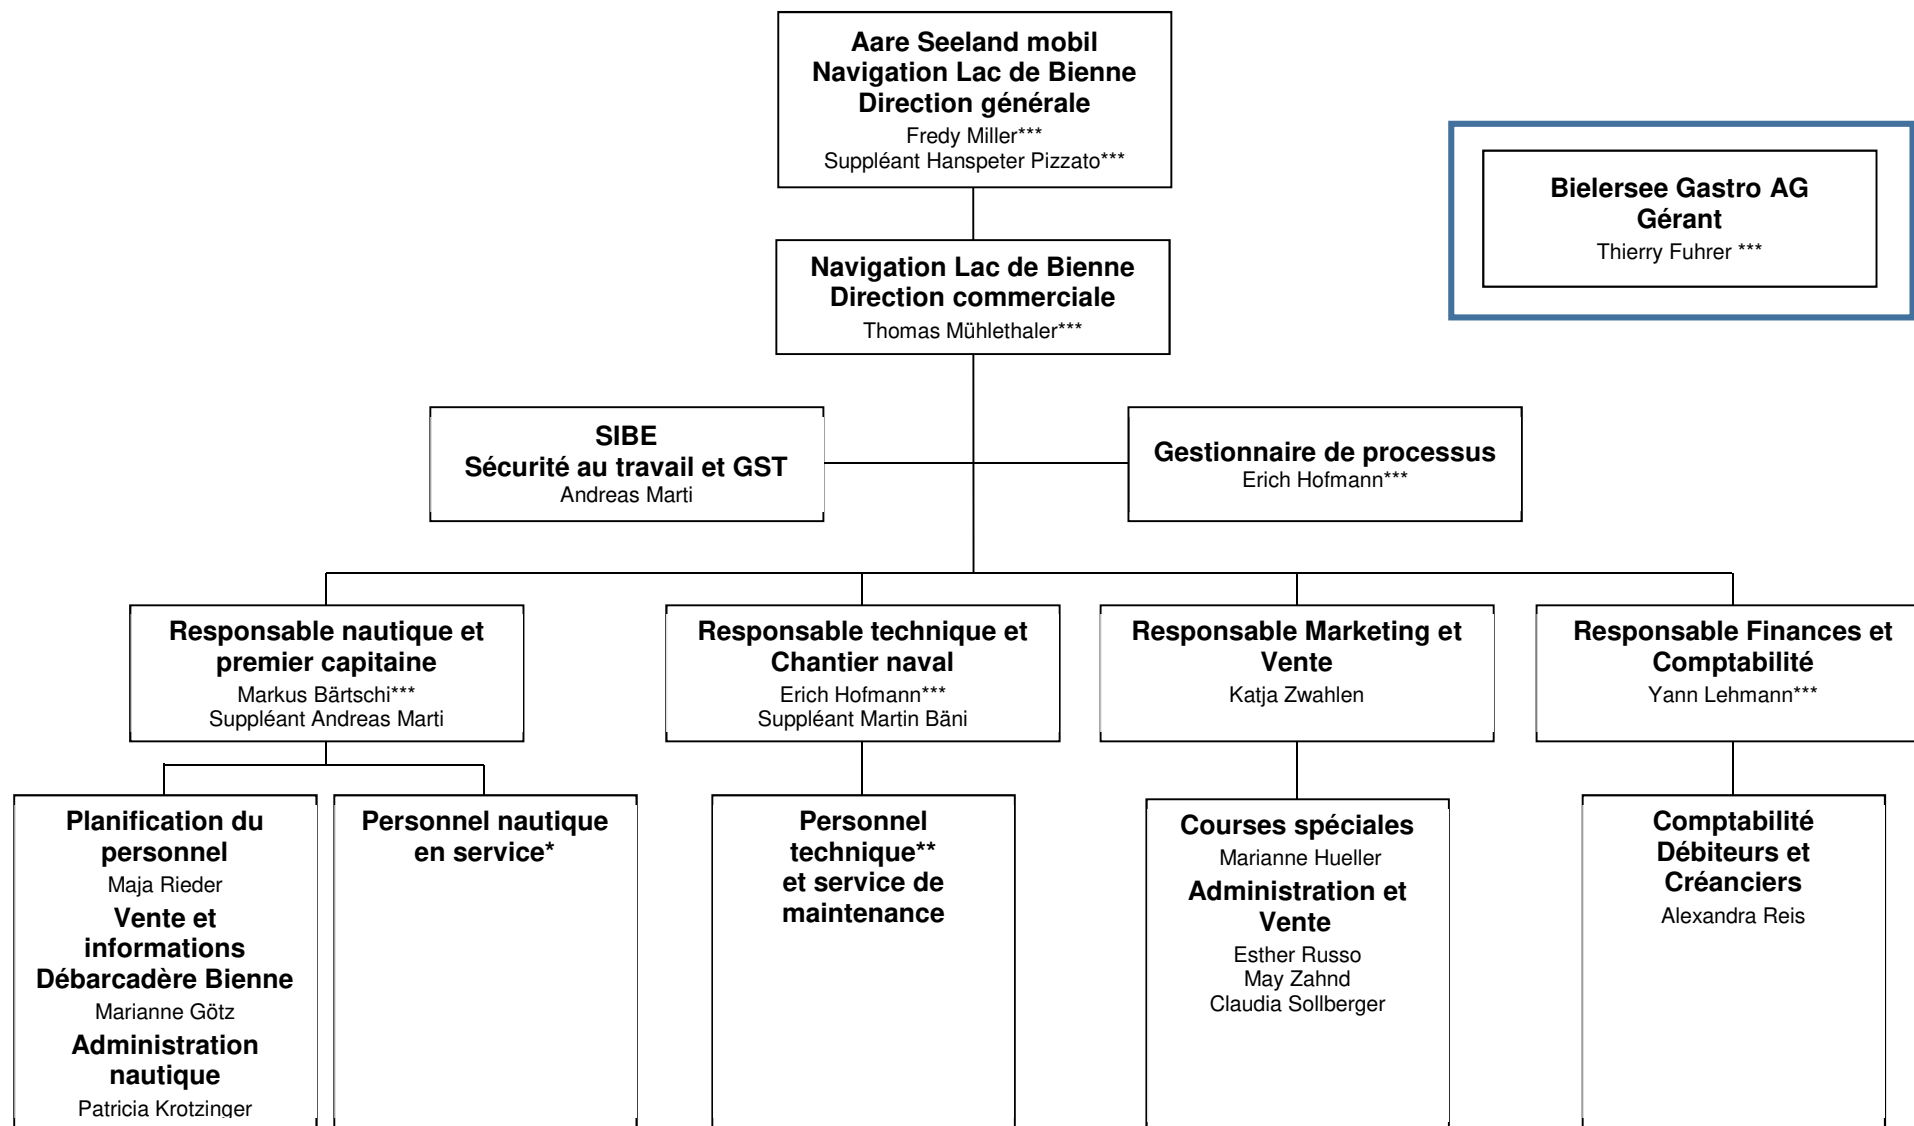 Aare Seeland mobil
Navigation Lac de Bienne
Direction générale
Fredy Miller***
Suppléant Hanspeter Pizzato***
Bielersee Gastro AG
Gérant
Thierry Fuhrer ***
Navigation Lac de Bienne
Direction commerciale
Thomas Mühlethaler***
SIBE
Sécurité au travail et GST
Andreas Marti
Gestionnaire de processus
Erich Hofmann***
Responsable nautique et
premier capitaine
Markus Bärtschi***
Suppléant Andreas Marti
Responsable technique et
Chantier naval
Erich Hofmann***
Suppléant Martin Bäni
Responsable Marketing et
Vente
Katja Zwahlen
Responsable Finances et
Comptabilité
Yann Lehmann***
Planification du
personnel
Maja Rieder
Vente et
informations
Débarcadère Bienne
Marianne Götz
Administration
nautique
Patricia Krotzinger
Personnel nautique
en service*
Personnel
technique**
et service de
maintenance
Courses spéciales
Marianne Hueller
Administration et
Vente
Esther Russo
May Zahnd
Claudia Sollberger
Comptabilité
Débiteurs et
Créanciers
Alexandra Reis